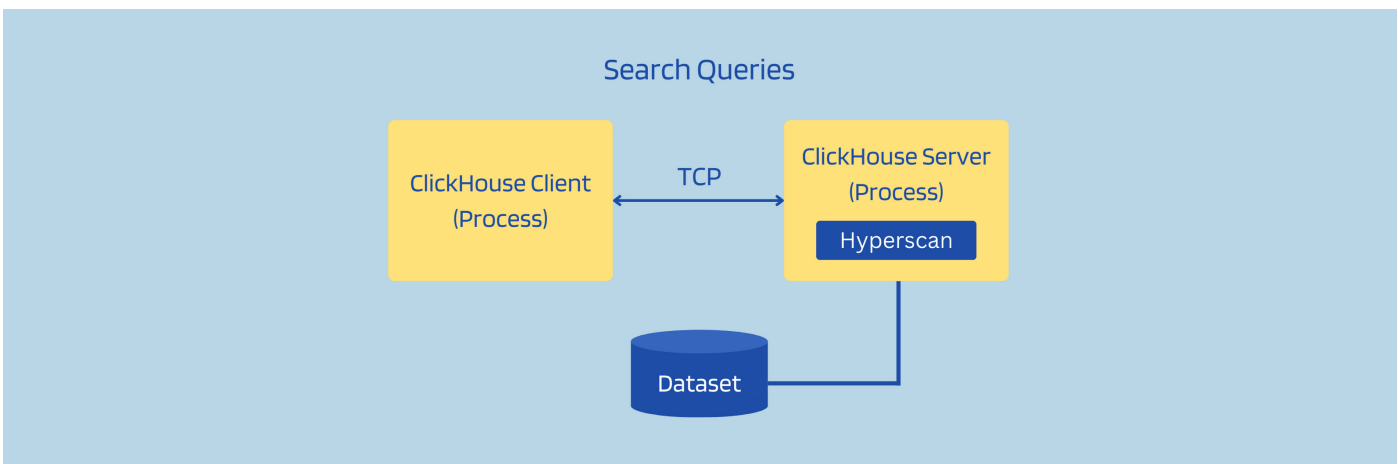 Search Queries
ClickHouse Client
(Process)
TCP
ClickHouse Server
(Process)
Hyperscan
Dataset